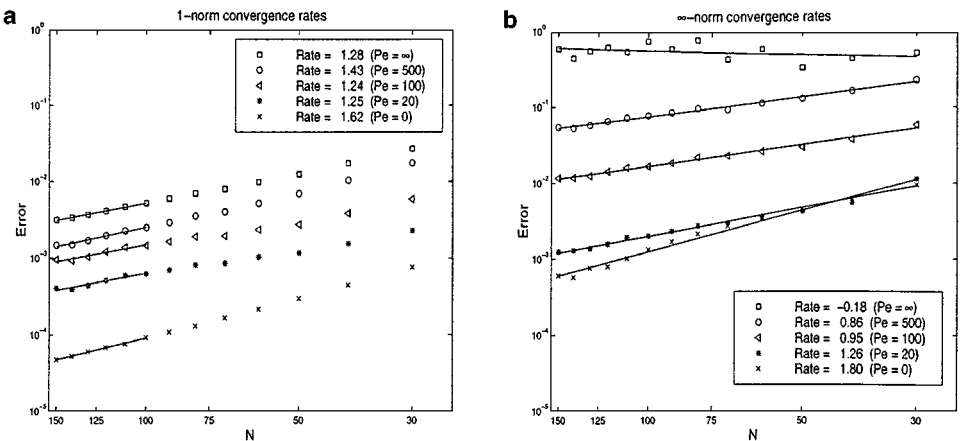 a
1-norm convergence rates
10^0
10^-1
10^-2
10^-3
10^-4
10^-5
Error
□ Rate = 1.28 (Pe = ∞)
○ Rate = 1.43 (Pe = 500)
◁ Rate = 1.24 (Pe = 100)
* Rate = 1.25 (Pe = 20)
× Rate = 1.62 (Pe = 0)
150 125 100 75 50 30
N
b
∞-norm convergence rates
10^0
10^-1
10^-2
10^-3
10^-4
10^-5
Error
□ Rate = -0.18 (Pe = ∞)
○ Rate = 0.86 (Pe = 500)
◁ Rate = 0.95 (Pe = 100)
* Rate = 1.26 (Pe = 20)
× Rate = 1.80 (Pe = 0)
150 125 100 75 50 30
N